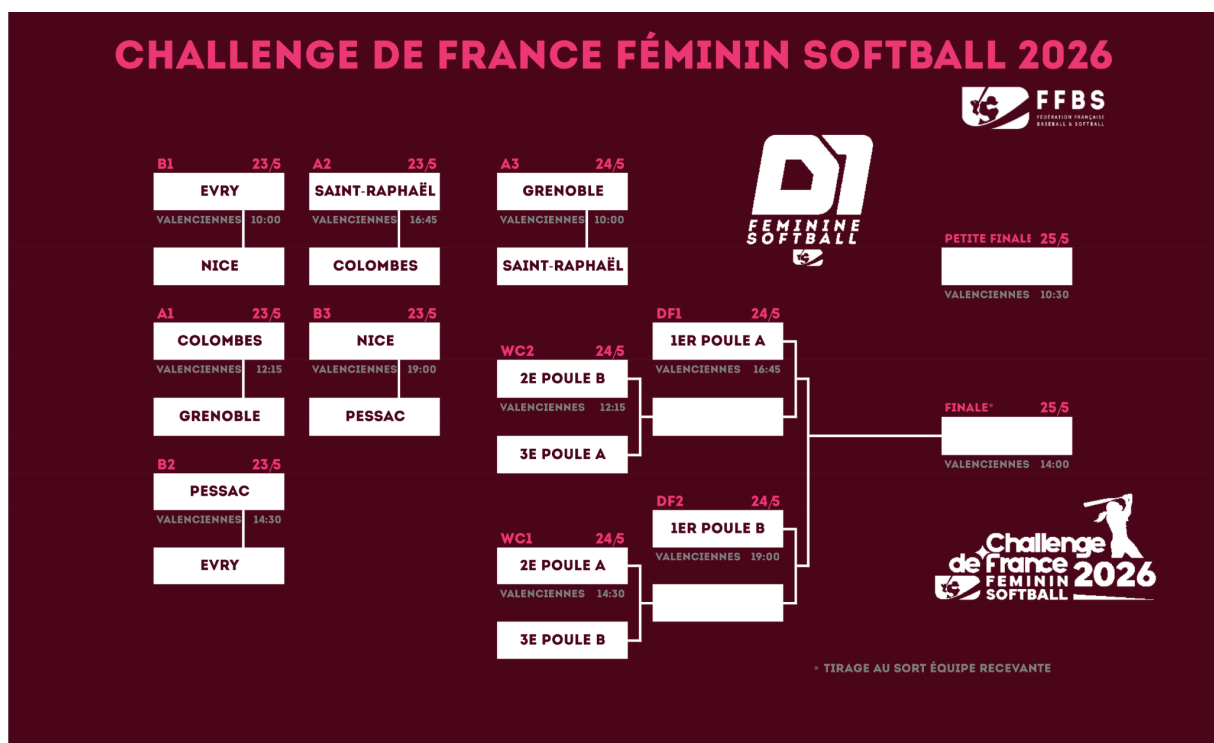 CHALLENGE DE FRANCE FÉMININ SOFTBALL 2026
FFBS
FÉDÉRATION FRANÇAISE
BASEBALL & SOFTBALL
D1
FEMININE
SOFTBALL
B1 23/5
EVRY
VALENCIENNES 10:00
NICE
A2 23/5
SAINT-RAPHAËL
VALENCIENNES 16:45
COLOMBES
A3 24/5
GRENOBLE
VALENCIENNES 10:00
SAINT-RAPHAËL
A1 23/5
COLOMBES
VALENCIENNES 12:15
GRENOBLE
B3 23/5
NICE
VALENCIENNES 19:00
PESSAC
B2 23/5
PESSAC
VALENCIENNES 14:30
EVRY
WC2 24/5
2E POULE B
VALENCIENNES 12:15
3E POULE A
WC1 24/5
2E POULE A
VALENCIENNES 14:30
3E POULE B
DF1 24/5
1ER POULE A
VALENCIENNES 16:45
DF2 24/5
1ER POULE B
VALENCIENNES 19:00
PETITE FINALE 25/5
VALENCIENNES 10:30
FINALE* 25/5
VALENCIENNES 14:00
Challenge
de France
FEMININ
SOFTBALL
2026
* TIRAGE AU SORT ÉQUIPE RECEVANTE